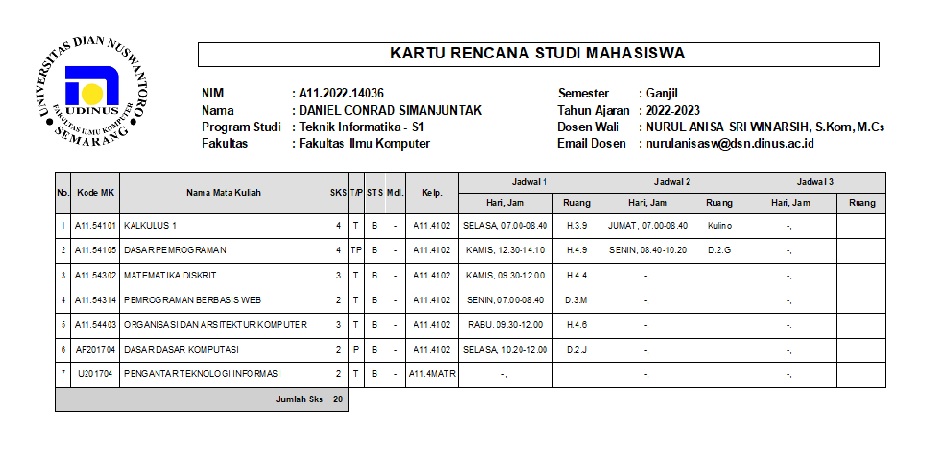 UNIVERSITAS DIAN NUSWANTORO
UDINUS
FAKULTAS ILMU KOMPUTER
SEMARANG
KARTU RENCANA STUDI MAHASISWA
NIM : A11.2022.14036 Semester : Ganjil
Nama : DANIEL CONRAD SIMANJUNTAK Tahun Ajaran : 2022-2023
Program Studi : Teknik Informatika - S1 Dosen Wali : NURUL ANISA SRI WINARSIH, S.Kom, M.Cs
Fakultas : Fakultas Ilmu Komputer Email Dosen : nurulanisasw@dsn.dinus.ac.id
No. Kode MK Nama Mata Kuliah SKS T/P STS Mdl. Kelp. Jadwal 1 Jadwal 2 Jadwal 3
Hari, Jam Ruang Hari, Jam Ruang Hari, Jam Ruang
1 A11.54101 KALKULUS 1 4 T B - A11.4102 SELASA, 07.00-08.40 H.3.9 JUMAT, 07.00-08.40 Kulino -,
2 A11.54105 DASAR PEMROGRAMAN 4 TP B - A11.4102 KAMIS, 12.30-14.10 H.4.9 SENIN, 08.40-10.20 D.2.G -,
3 A11.54302 MATEMATIKA DISKRIT 3 T B - A11.4102 KAMIS, 09.30-12.00 H.4.4 - -,
4 A11.54314 PEMROGRAMAN BERBASIS WEB 2 T B - A11.4102 SENIN, 07.00-08.40 D.3.M - -,
5 A11.54403 ORGANISASI DAN ARSITEKTUR KOMPUTER 3 T B - A11.4102 RABU, 09.30-12.00 H.4.6 - -,
6 AF201704 DASAR DASAR KOMPUTASI 2 P B - A11.4102 SELASA, 10.20-12.00 D.2.J - -,
7 U201704 PENGANTAR TEKNOLOGI INFORMASI 2 T B - A11.4MATR -, - -,
Jumlah Sks 20